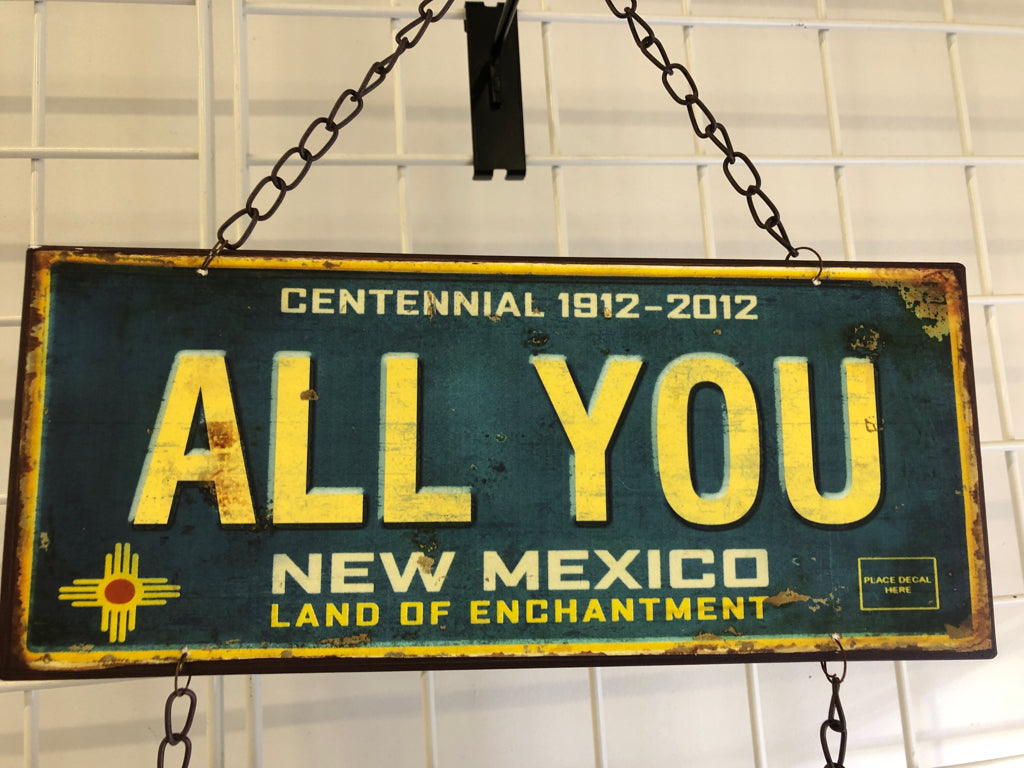 CENTENNIAL 1912-2012
ALL YOU
NEW MEXICO
LAND OF ENCHANTMENT
PLACE DECAL
HERE